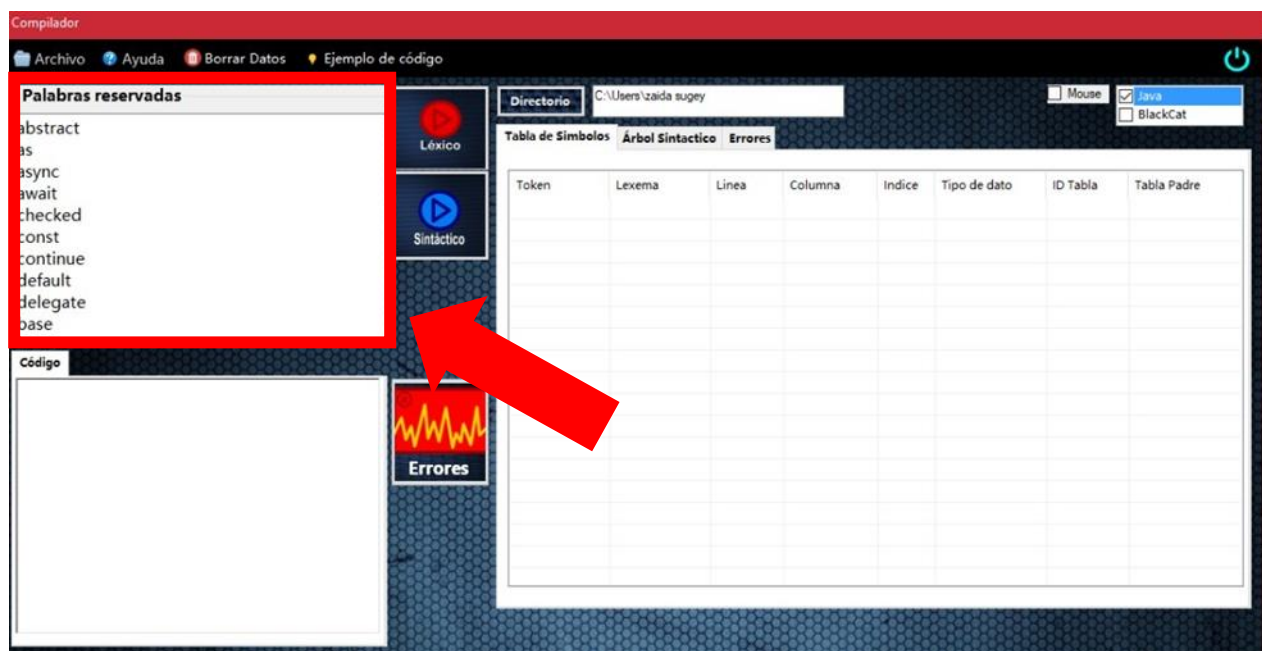 Compilador
Archivo Ayuda Borrar Datos Ejemplo de código
Palabras reservadas
abstract
as
async
await
checked
const
continue
default
delegate
base
Léxico
Sintáctico
Directorio C:\Users\zaida sugey
Mouse
Java
BlackCat
Tabla de Simbolos Árbol Sintactico Errores
Token Lexema Linea Columna Indice Tipo de dato ID Tabla Tabla Padre
Código
Errores